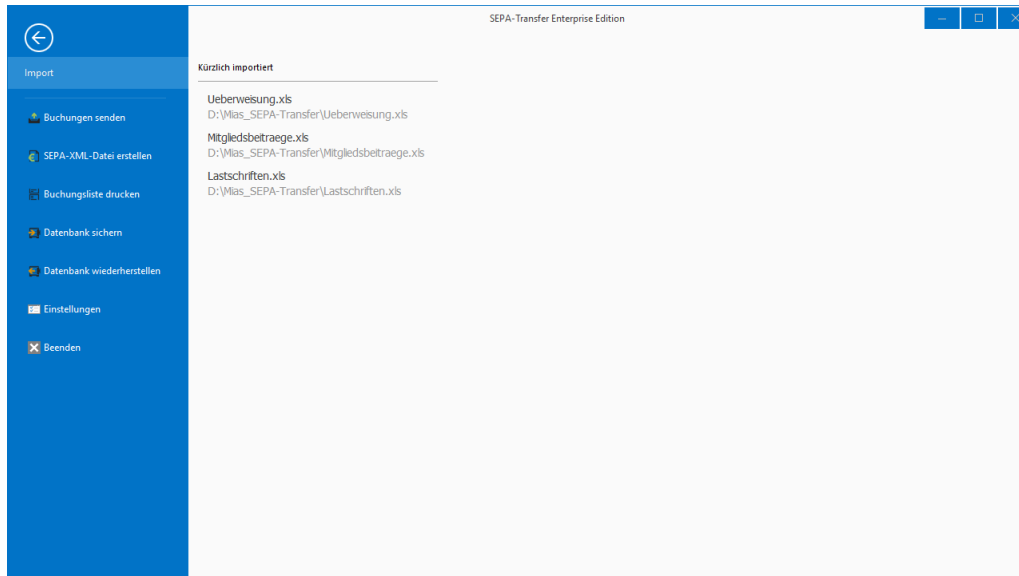 SEPA-Transfer Enterprise Edition
Import
Buchungen senden
SEPA-XML-Datei erstellen
Buchungsliste drucken
Datenbank sichern
Datenbank wiederherstellen
Einstellungen
Beenden
Kürzlich importiert
Ueberweisung.xls
D:\Mias_SEPA-Transfer\Ueberweisung.xls
Mitgliedsbeitraege.xls
D:\Mias_SEPA-Transfer\Mitgliedsbeitraege.xls
Lastschriften.xls
D:\Mias_SEPA-Transfer\Lastschriften.xls